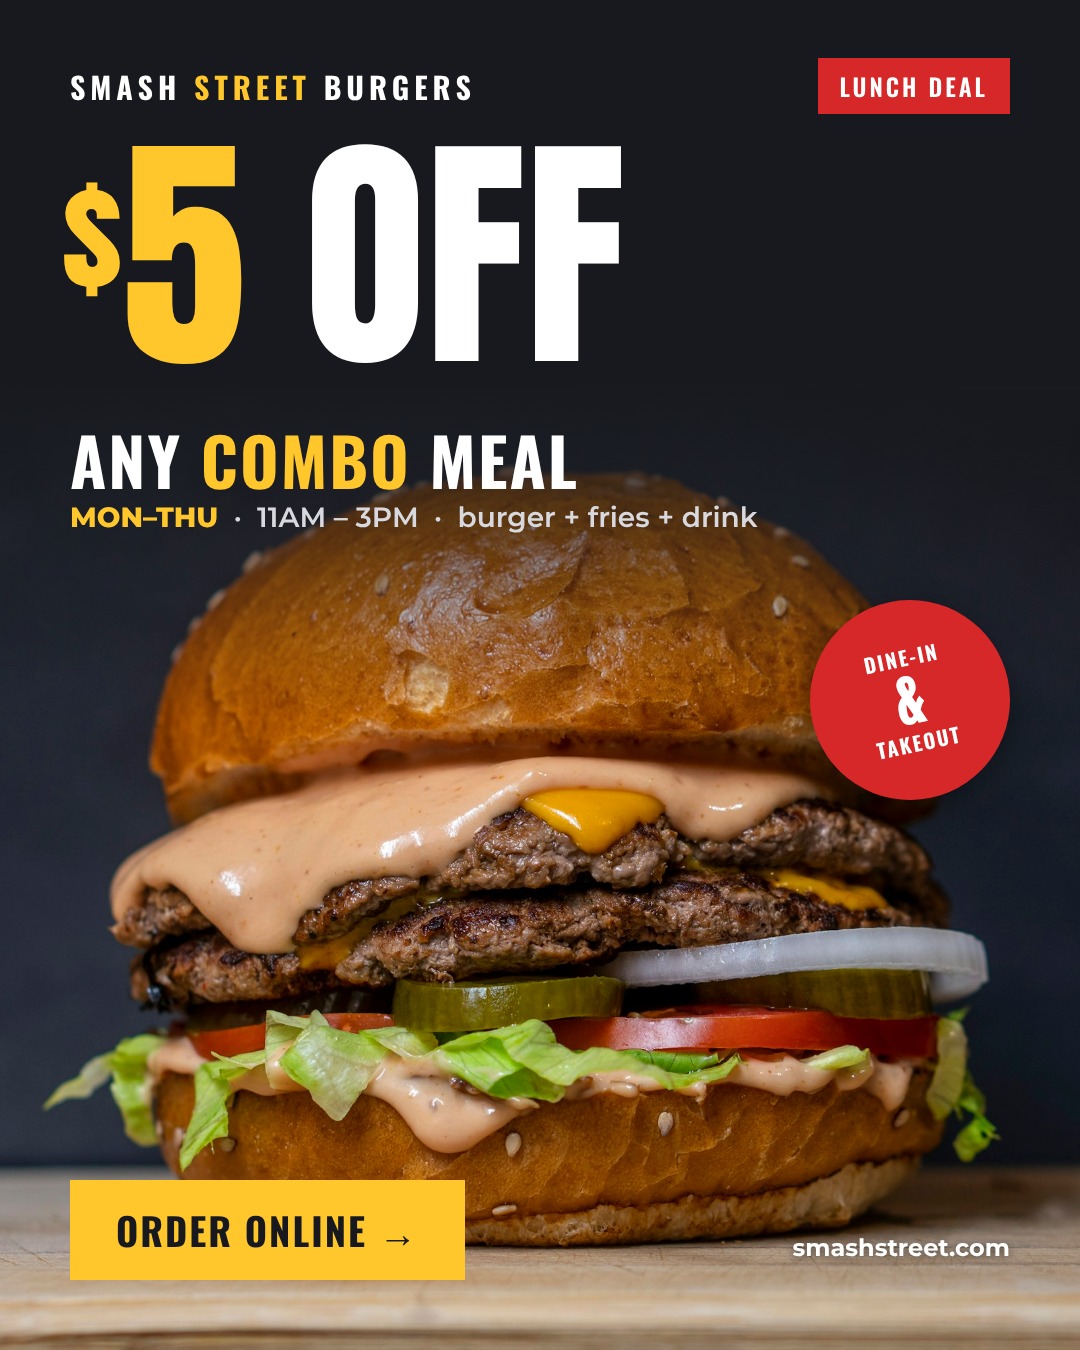 SMASH STREET BURGERS
LUNCH DEAL
$5 OFF
ANY COMBO MEAL
MON–THU · 11AM – 3PM · burger + fries + drink
DINE-IN
&
TAKEOUT
ORDER ONLINE →
smashstreet.com